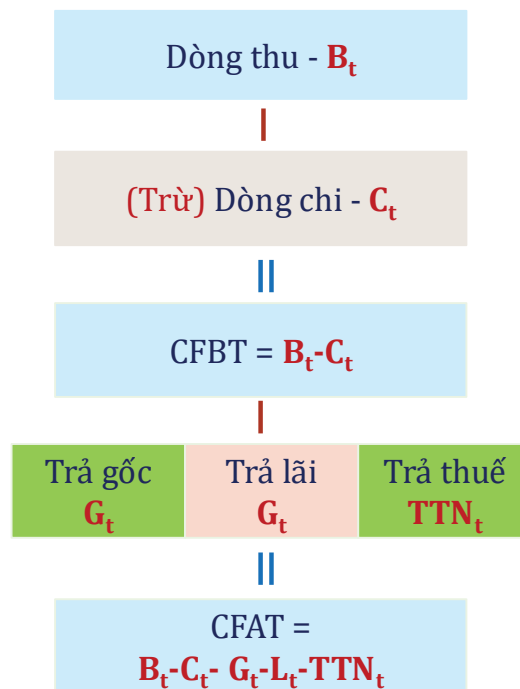 Dòng thu - Bₜ
(Trừ) Dòng chi - Cₜ
CFBT = Bₜ-Cₜ
Trả gốc Trả lãi Trả thuế
Gₜ Gₜ TTNₜ
CFAT =
Bₜ-Cₜ- Gₜ-Lₜ-TTNₜ